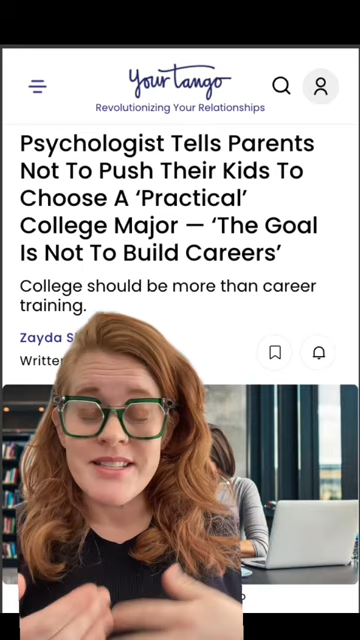 YourTango
Revolutionizing Your Relationships
Psychologist Tells Parents
Not To Push Their Kids To
Choose A ‘Practical’
College Major — ‘The Goal
Is Not To Build Careers’
College should be more than career
training.
Zayda